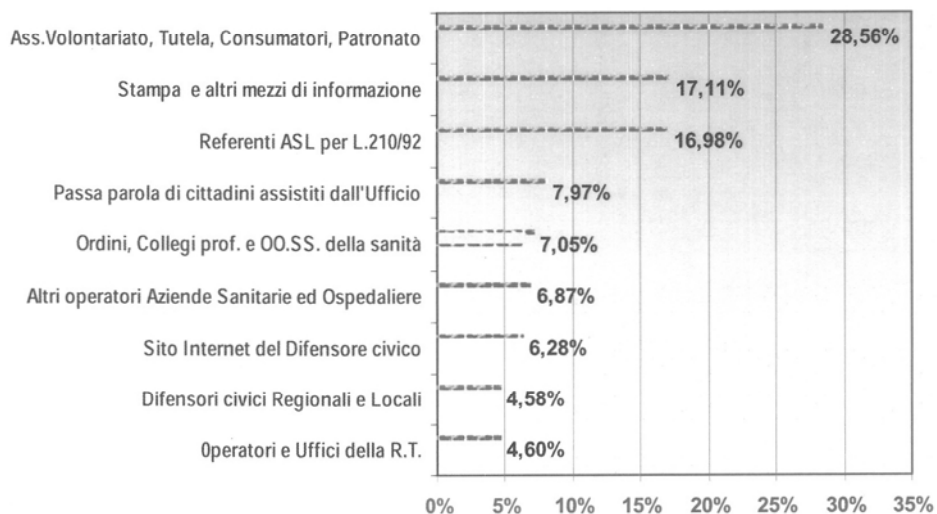 Ass.Volontariato, Tutela, Consumatori, Patronato 28,56%
Stampa e altri mezzi di informazione 17,11%
Referenti ASL per L.210/92 16,98%
Passa parola di cittadini assistiti dall'Ufficio 7,97%
Ordini, Collegi prof. e OO.SS. della sanità 7,05%
Altri operatori Aziende Sanitarie ed Ospedaliere 6,87%
Sito Internet del Difensore civico 6,28%
Difensori civici Regionali e Locali 4,58%
0peratori e Uffici della R.T. 4,60%
0% 5% 10% 15% 20% 25% 30% 35%